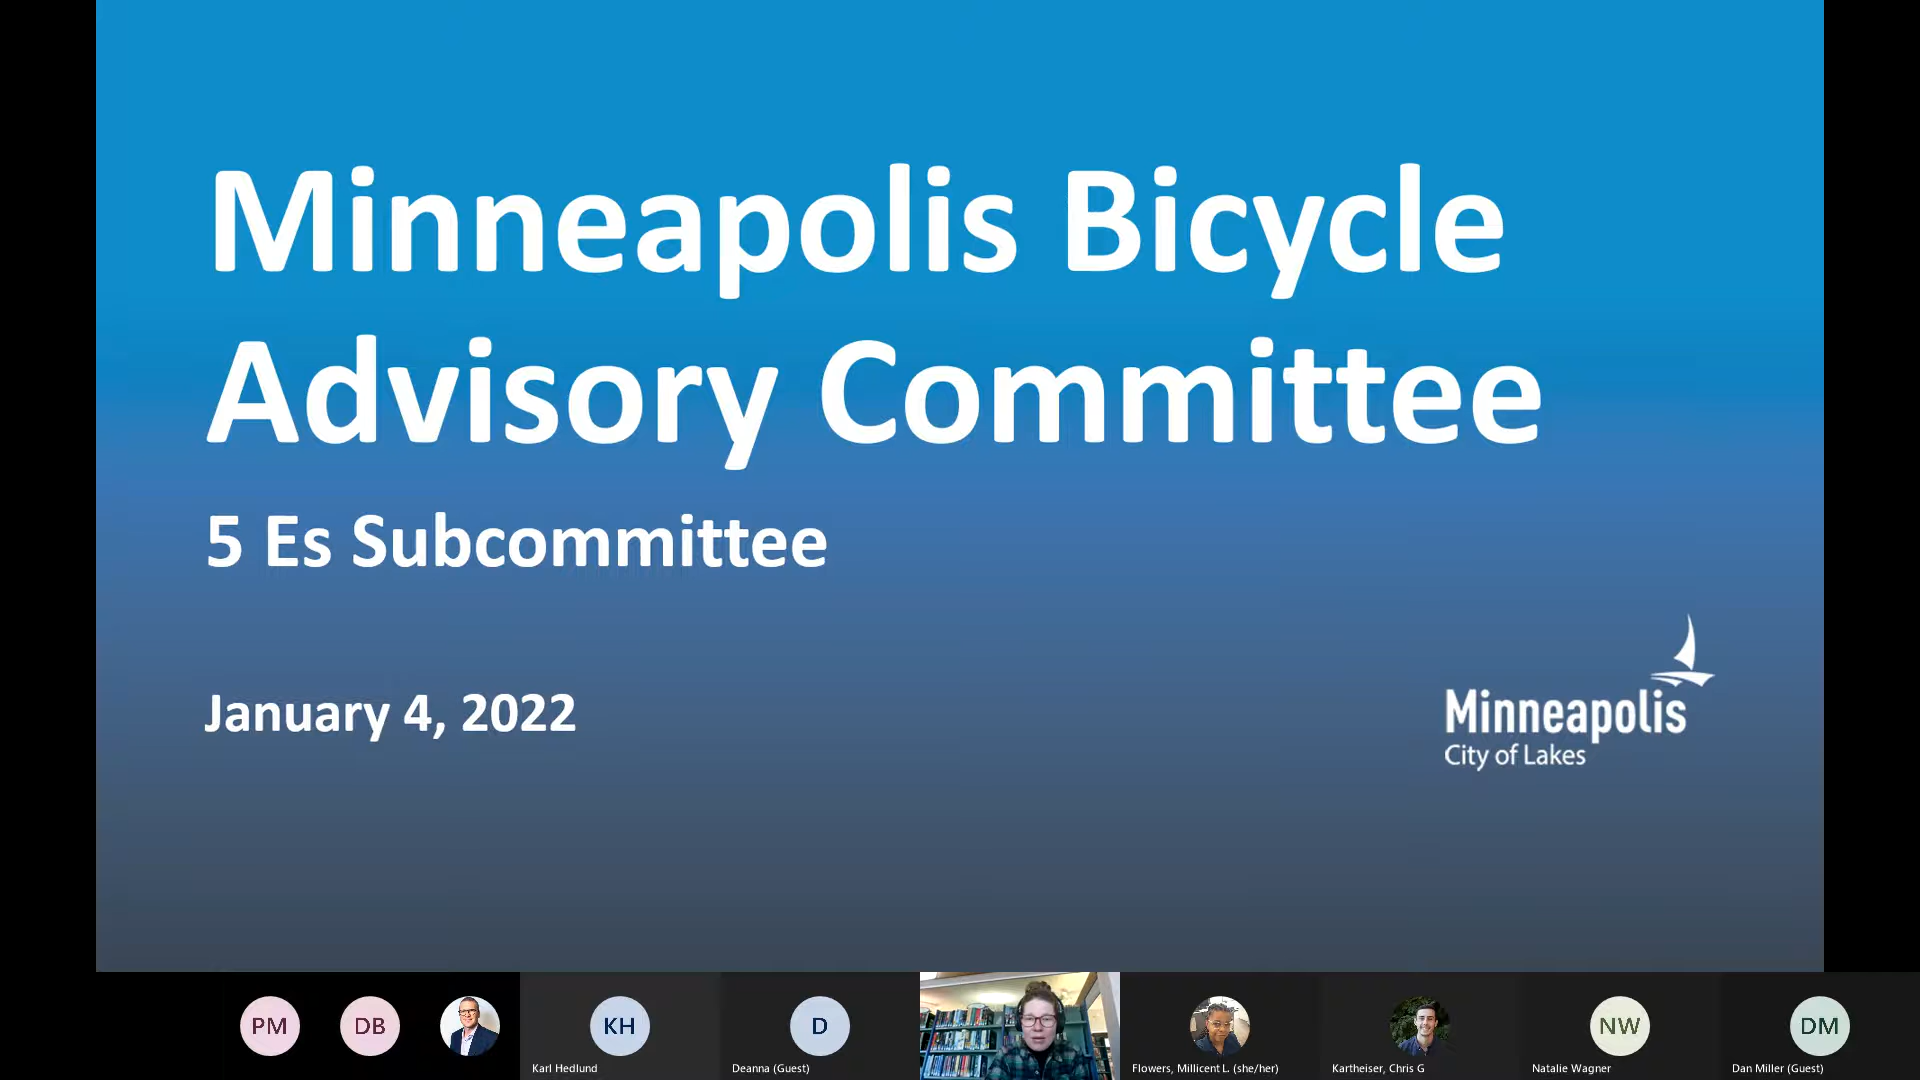 Minneapolis Bicycle
Advisory Committee
5 Es Subcommittee
January 4, 2022
Minneapolis
City of Lakes
PM
DB
KH
D
NW
DM
Karl Hedlund
Deanna (Guest)
Flowers, Millicent L. (she/her)
Kartheiser, Chris G
Natalie Wagner
Dan Miller (Guest)